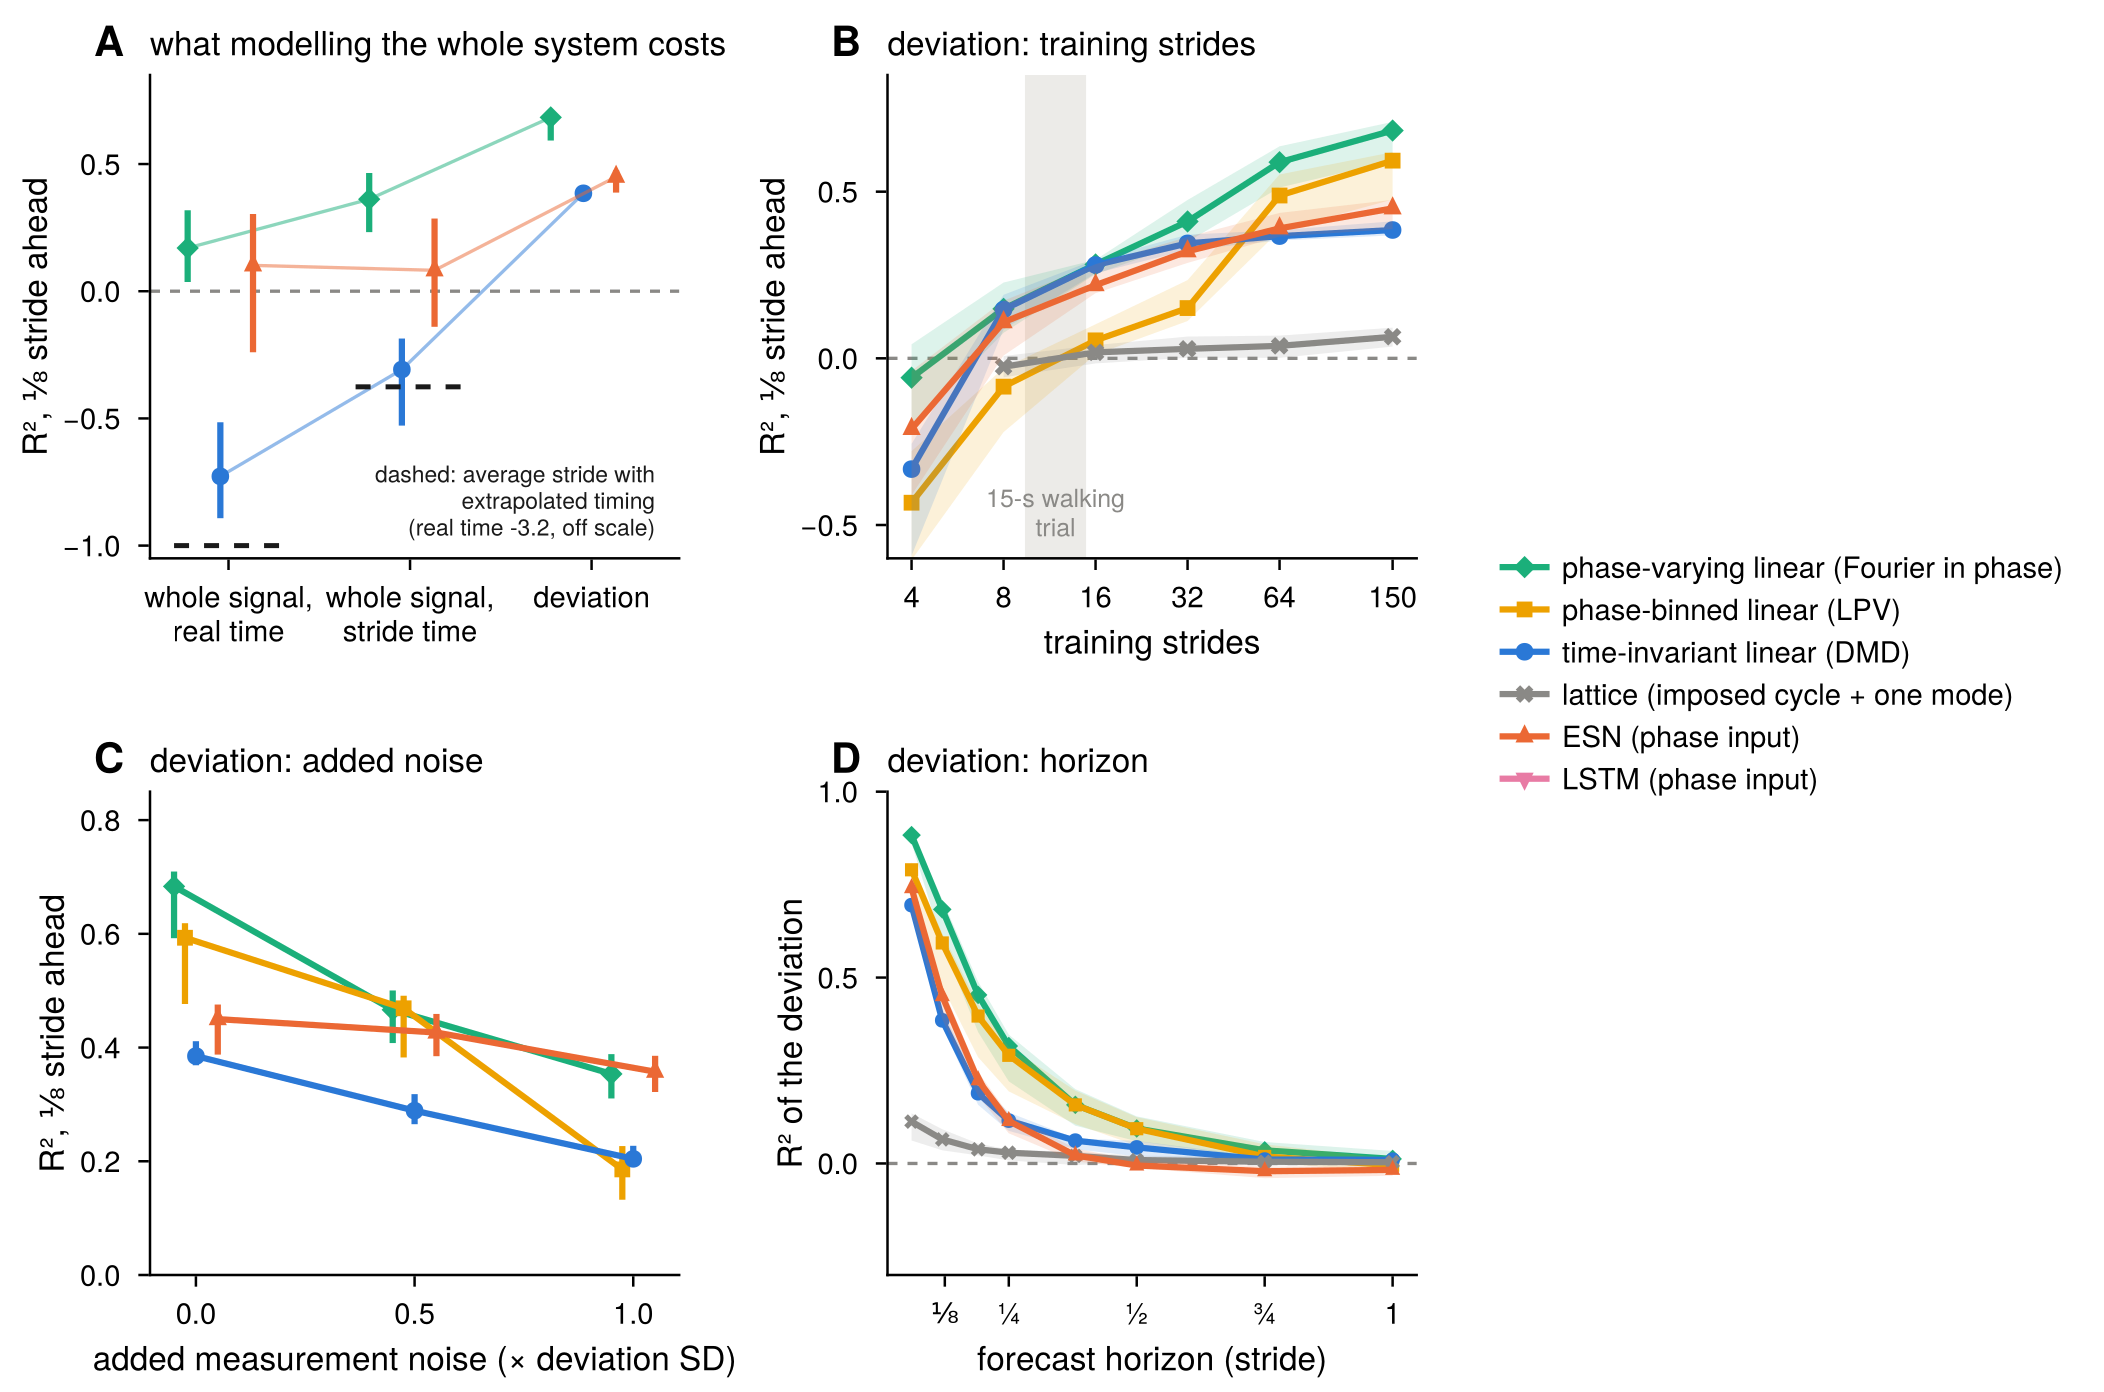 A what modelling the whole system costs
R², ⅛ stride ahead
0.5
0.0
−0.5
−1.0
dashed: average stride with
extrapolated timing
(real time -3.2, off scale)
whole signal,
real time
whole signal,
stride time
deviation
B deviation: training strides
R², ⅛ stride ahead
0.5
0.0
−0.5
15-s walking
trial
4 8 16 32 64 150
training strides
phase-varying linear (Fourier in phase)
phase-binned linear (LPV)
time-invariant linear (DMD)
lattice (imposed cycle + one mode)
ESN (phase input)
LSTM (phase input)
C deviation: added noise
R², ⅛ stride ahead
0.8
0.6
0.4
0.2
0.0
0.0 0.5 1.0
added measurement noise (× deviation SD)
D deviation: horizon
R² of the deviation
1.0
0.5
0.0
⅛ ¼ ½ ¾ 1
forecast horizon (stride)